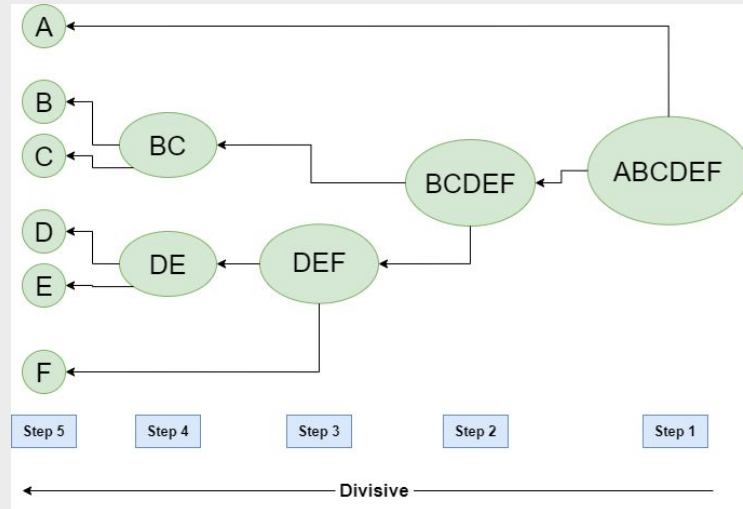 A
B
C
BC
BCDEF
ABCDEF
D
E
DE
DEF
F
Step 5
Step 4
Step 3
Step 2
Step 1
Divisive